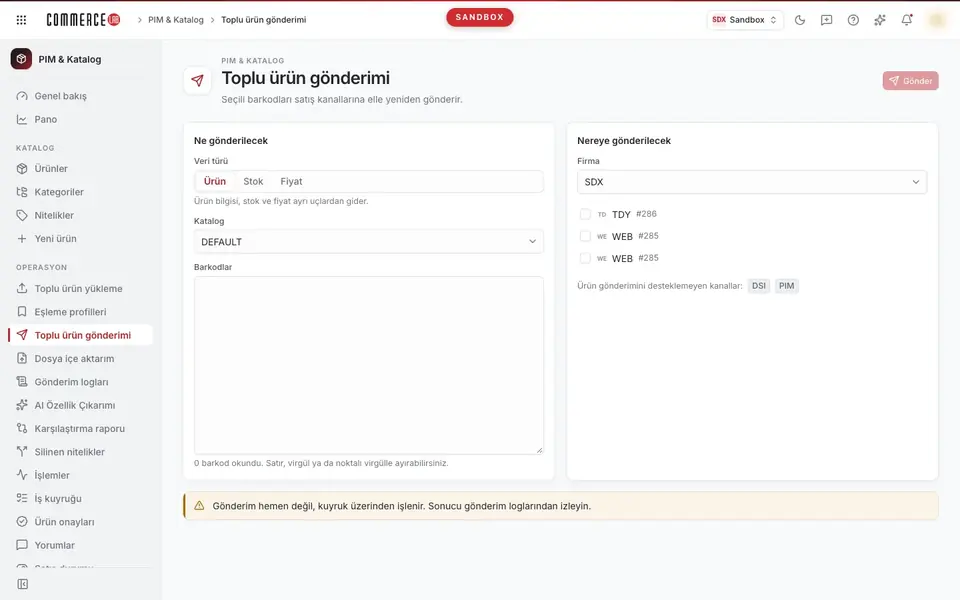 COMMERCE LAB
PIM & Katalog
Toplu ürün gönderimi
SANDBOX
SDX Sandbox
PIM & Katalog
Genel bakış
Pano
KATALOG
Ürünler
Kategoriler
Nitelikler
Yeni ürün
OPERASYON
Toplu ürün yükleme
Eşleme profilleri
Toplu ürün gönderimi
Dosya içe aktarım
Gönderim logları
AI Özellik Çıkarımı
Karşılaştırma raporu
Silinen nitelikler
İşlemler
İş kuyruğu
Ürün onayları
Yorumlar
PIM & KATALOG
Toplu ürün gönderimi
Seçili barkodları satış kanallarına elle yeniden gönderir.
Gönder
Ne gönderilecek
Veri türü
Ürün Stok Fiyat
Ürün bilgisi, stok ve fiyat ayrı uçlardan gider.
Katalog
DEFAULT
Barkodlar
0 barkod okundu. Satır, virgül ya da noktalı virgülle ayırabilirsiniz.
Nereye gönderilecek
Firma
SDX
TD TDY #286
WE WEB #285
WE WEB #285
Ürün gönderimini desteklemeyen kanallar: DSI PIM
Gönderim hemen değil, kuyruk üzerinden işlenir. Sonucu gönderim loglarından izleyin.